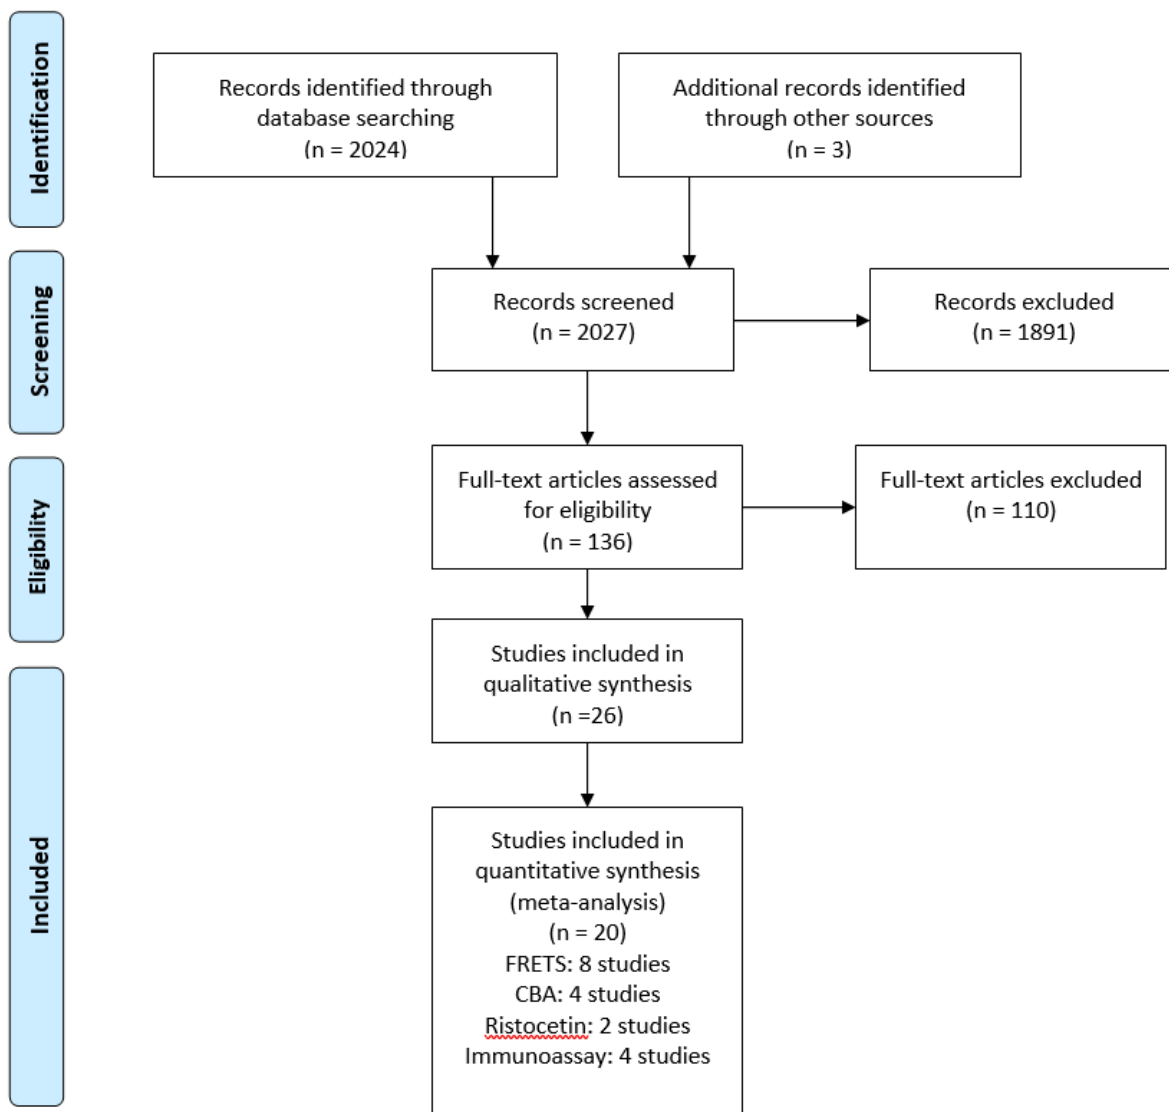 Identification
Records identified through
database searching
(n = 2024)
Additional records identified
through other sources
(n = 3)
Screening
Records screened
(n = 2027)
Records excluded
(n = 1891)
Eligibility
Full-text articles assessed
for eligibility
(n = 136)
Full-text articles excluded
(n = 110)
Included
Studies included in
qualitative synthesis
(n =26)
Studies included in
quantitative synthesis
(meta-analysis)
(n = 20)
FRETS: 8 studies
CBA: 4 studies
Ristocetin: 2 studies
Immunoassay: 4 studies